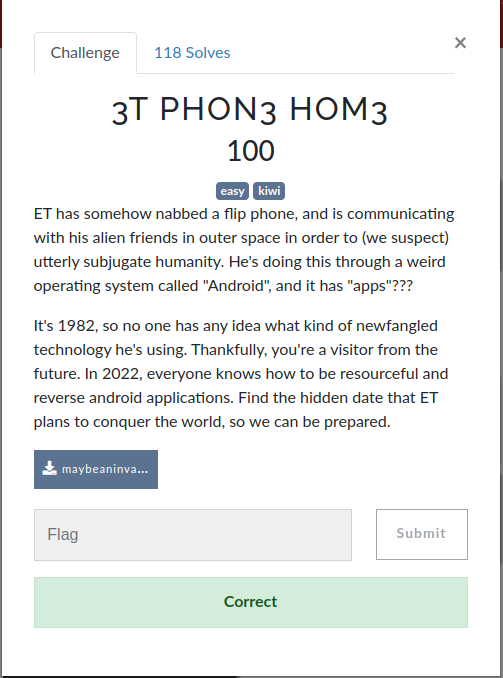 Challenge
118 Solves
×
3T PHON3 HOM3
100
easy kiwi
ET has somehow nabbed a flip phone, and is communicating
with his alien friends in outer space in order to (we suspect)
utterly subjugate humanity. He's doing this through a weird
operating system called "Android", and it has "apps"???
It's 1982, so no one has any idea what kind of newfangled
technology he's using. Thankfully, you're a visitor from the
future. In 2022, everyone knows how to be resourceful and
reverse android applications. Find the hidden date that ET
plans to conquer the world, so we can be prepared.
maybeaninva...
Flag
Submit
Correct